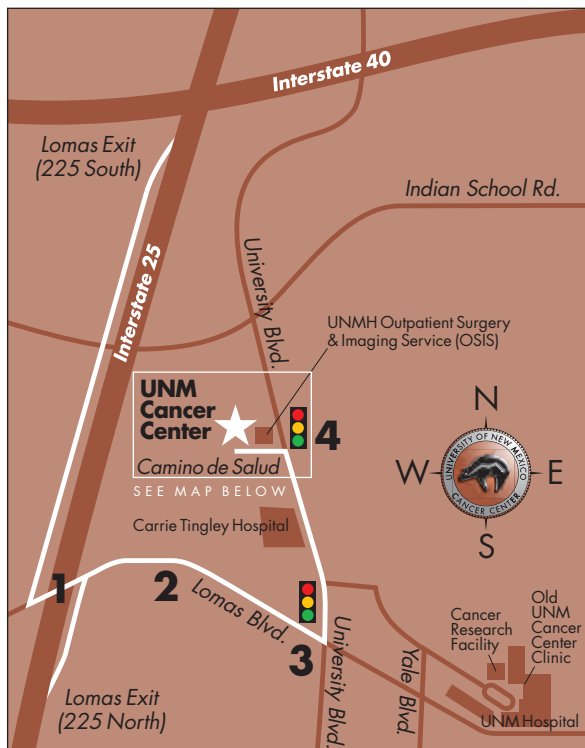 Interstate 40
Lomas Exit
(225 South)
Indian School Rd.
Interstate 25
University Blvd.
UNMH Outpatient Surgery
& Imaging Service (OSIS)
UNM
Cancer
Center
4
Camino de Salud
SEE MAP BELOW
N
W
E
S
UNIVERSITY OF NEW MEXICO
CANCER CENTER
Carrie Tingley Hospital
1
2
Lomas Blvd.
3
University Blvd.
Yale Blvd.
Cancer
Research
Facility
Old
UNM
Cancer
Center
Clinic
UNM Hospital
Lomas Exit
(225 North)